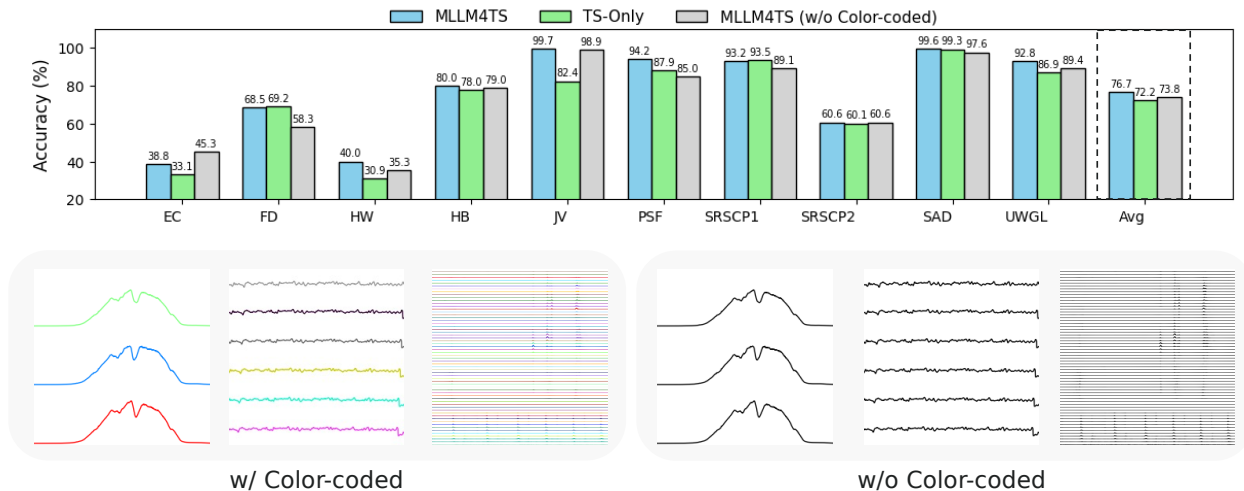 MLLM4TS TS-Only MLLM4TS (w/o Color-coded)
Accuracy (%)
100
80
60
40
20
38.8 33.1 45.3
68.5 69.2 58.3
40.0 30.9 35.3
80.0 78.0 79.0
99.7 82.4 98.9
94.2 87.9 85.0
93.2 93.5 89.1
60.6 60.1 60.6
99.6 99.3 97.6
92.8 86.9 89.4
76.7 72.2 73.8
EC FD HW HB JV PSF SRSCP1 SRSCP2 SAD UWGL Avg
w/ Color-coded
w/o Color-coded